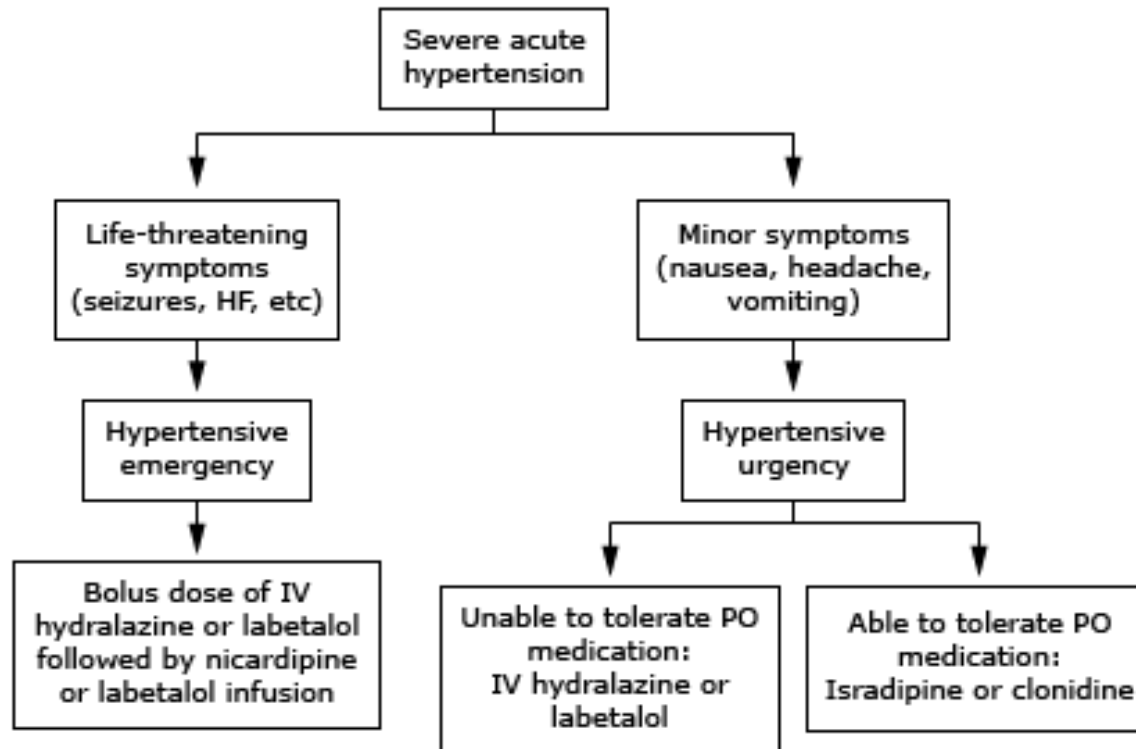 Severe acute
hypertension
Life-threatening
symptoms
(seizures, HF, etc)
Minor symptoms
(nausea, headache,
vomiting)
Hypertensive
emergency
Hypertensive
urgency
Bolus dose of IV
hydralazine or labetalol
followed by nicardipine
or labetalol infusion
Unable to tolerate PO
medication:
IV hydralazine or
labetalol
Able to tolerate PO
medication:
Isradipine or clonidine